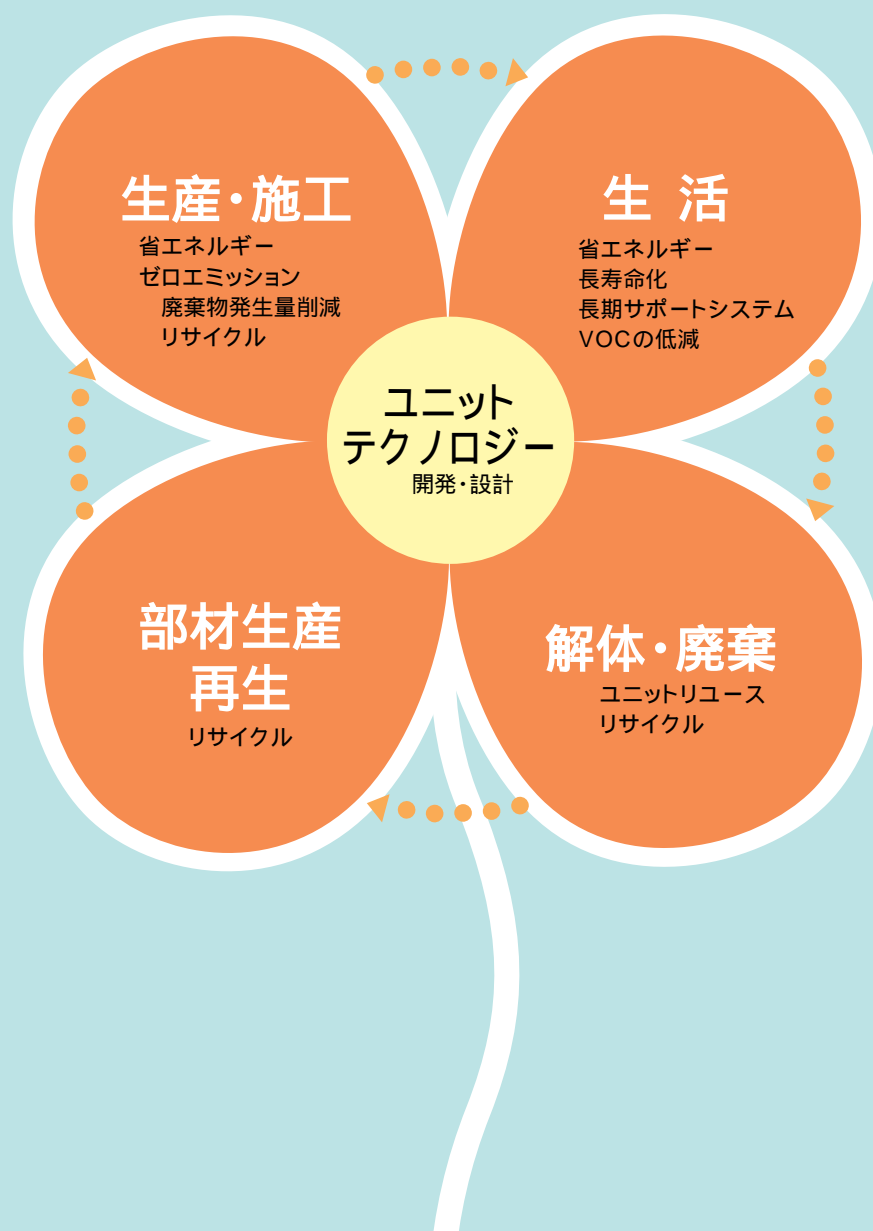 生産・施工
省エネルギー
ゼロエミッション
廃棄物発生量削減
リサイクル
生 活
省エネルギー
長寿命化
長期サポートシステム
VOCの低減
ユニット
テクノロジー
開発・設計
部材生産
再生
リサイクル
解体・廃棄
ユニットリユース
リサイクル